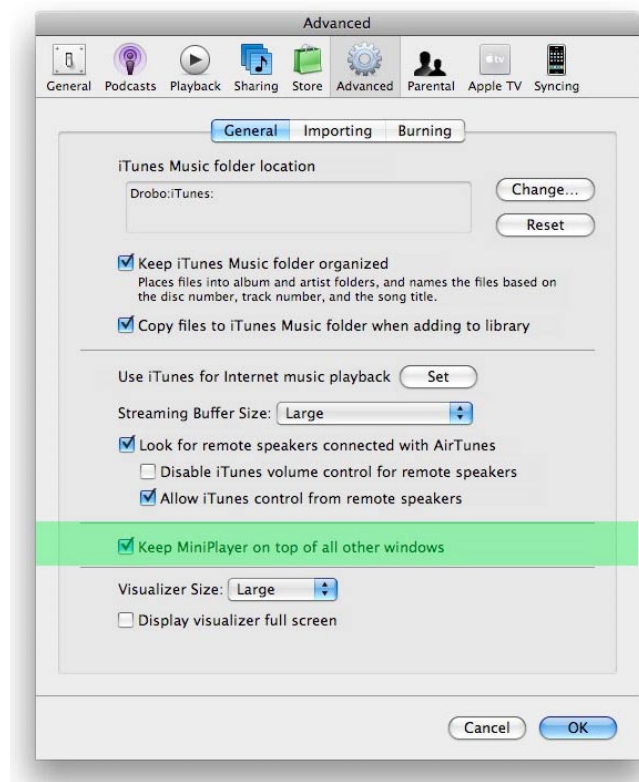 Advanced
General Podcasts Playback Sharing Store Advanced Parental Apple TV Syncing
General Importing Burning
iTunes Music folder location
Drobo:iTunes:
Change...
Reset
Keep iTunes Music folder organized
Places files into album and artist folders, and names the files based on
the disc number, track number, and the song title.
Copy files to iTunes Music folder when adding to library
Use iTunes for Internet music playback Set
Streaming Buffer Size: Large
Look for remote speakers connected with AirTunes
Disable iTunes volume control for remote speakers
Allow iTunes control from remote speakers
Keep MiniPlayer on top of all other windows
Visualizer Size: Large
Display visualizer full screen
Cancel OK